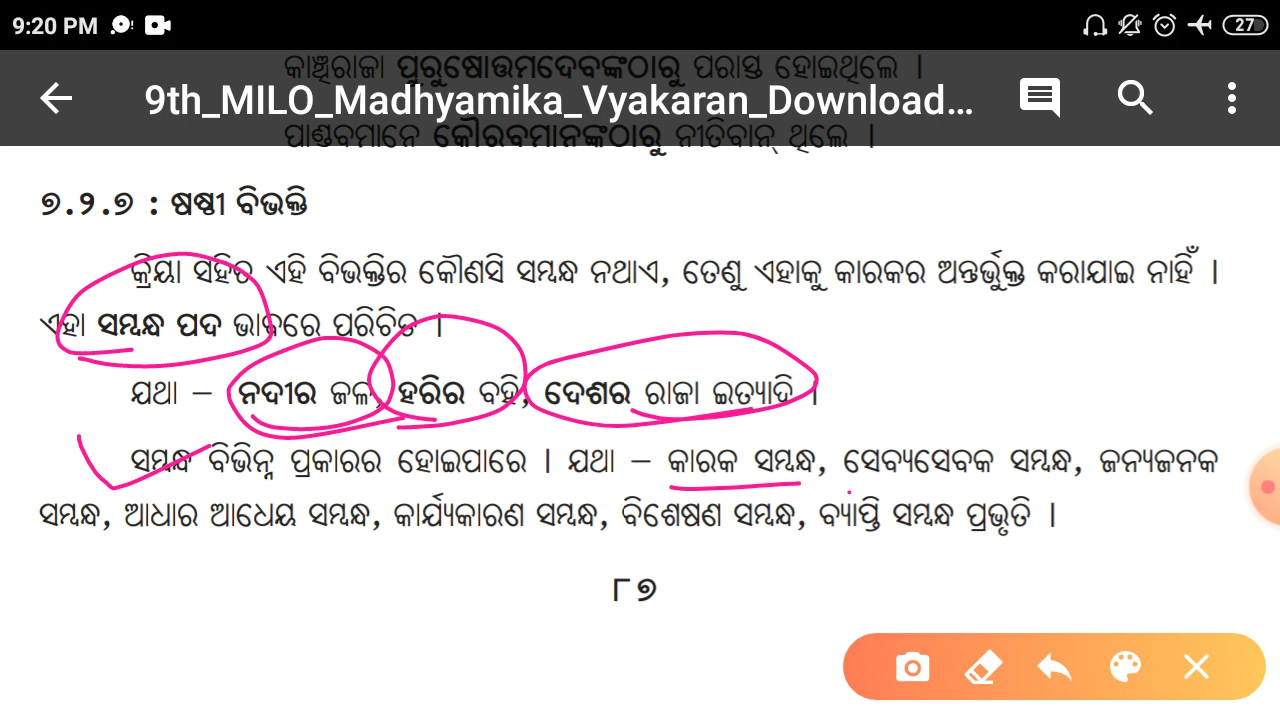 9:20 PM
27
କାଞ୍ଚିରାଜା ପୁରୁଷୋତ୍ତମଦେବଙ୍କଠାରୁ ପରାସ୍ତ ହୋଇଥିଲେ ।
9th_MILO_Madhyamika_Vyakaran_Download...
ପାଣ୍ଡବମାନେ କୌରବମାନଙ୍କଠାରୁ ନୀତିବାନ୍ ଥିଲେ ।
୭.୨.୭ : ଷଷ୍ଠୀ ବିଭକ୍ତି
କ୍ରିୟା ସହିତ ଏହି ବିଭକ୍ତିର କୌଣସି ସମ୍ବନ୍ଧ ନଥାଏ, ତେଣୁ ଏହାକୁ କାରକର ଅନ୍ତର୍ଭୁକ୍ତ କରାଯାଇ ନାହିଁ ।
ଏହା ସମ୍ବନ୍ଧ ପଦ ଭାବରେ ପରିଚିତ ।
ଯଥା – ନଦୀର ଜଳ, ହରିର ବହି, ଦେଶର ରାଜା ଇତ୍ୟାଦି ।
ସମ୍ବନ୍ଧ ବିଭିନ୍ନ ପ୍ରକାରର ହୋଇପାରେ । ଯଥା – କାରକ ସମ୍ବନ୍ଧ, ସେବ୍ୟସେବକ ସମ୍ବନ୍ଧ, ଜନ୍ୟଜନକ
ସମ୍ବନ୍ଧ, ଆଧାର ଆଧେୟ ସମ୍ବନ୍ଧ, କାର୍ଯ୍ୟକାରଣ ସମ୍ବନ୍ଧ, ବିଶେଷଣ ସମ୍ବନ୍ଧ, ବ୍ୟାପ୍ତି ସମ୍ବନ୍ଧ ପ୍ରଭୃତି ।
୮୭